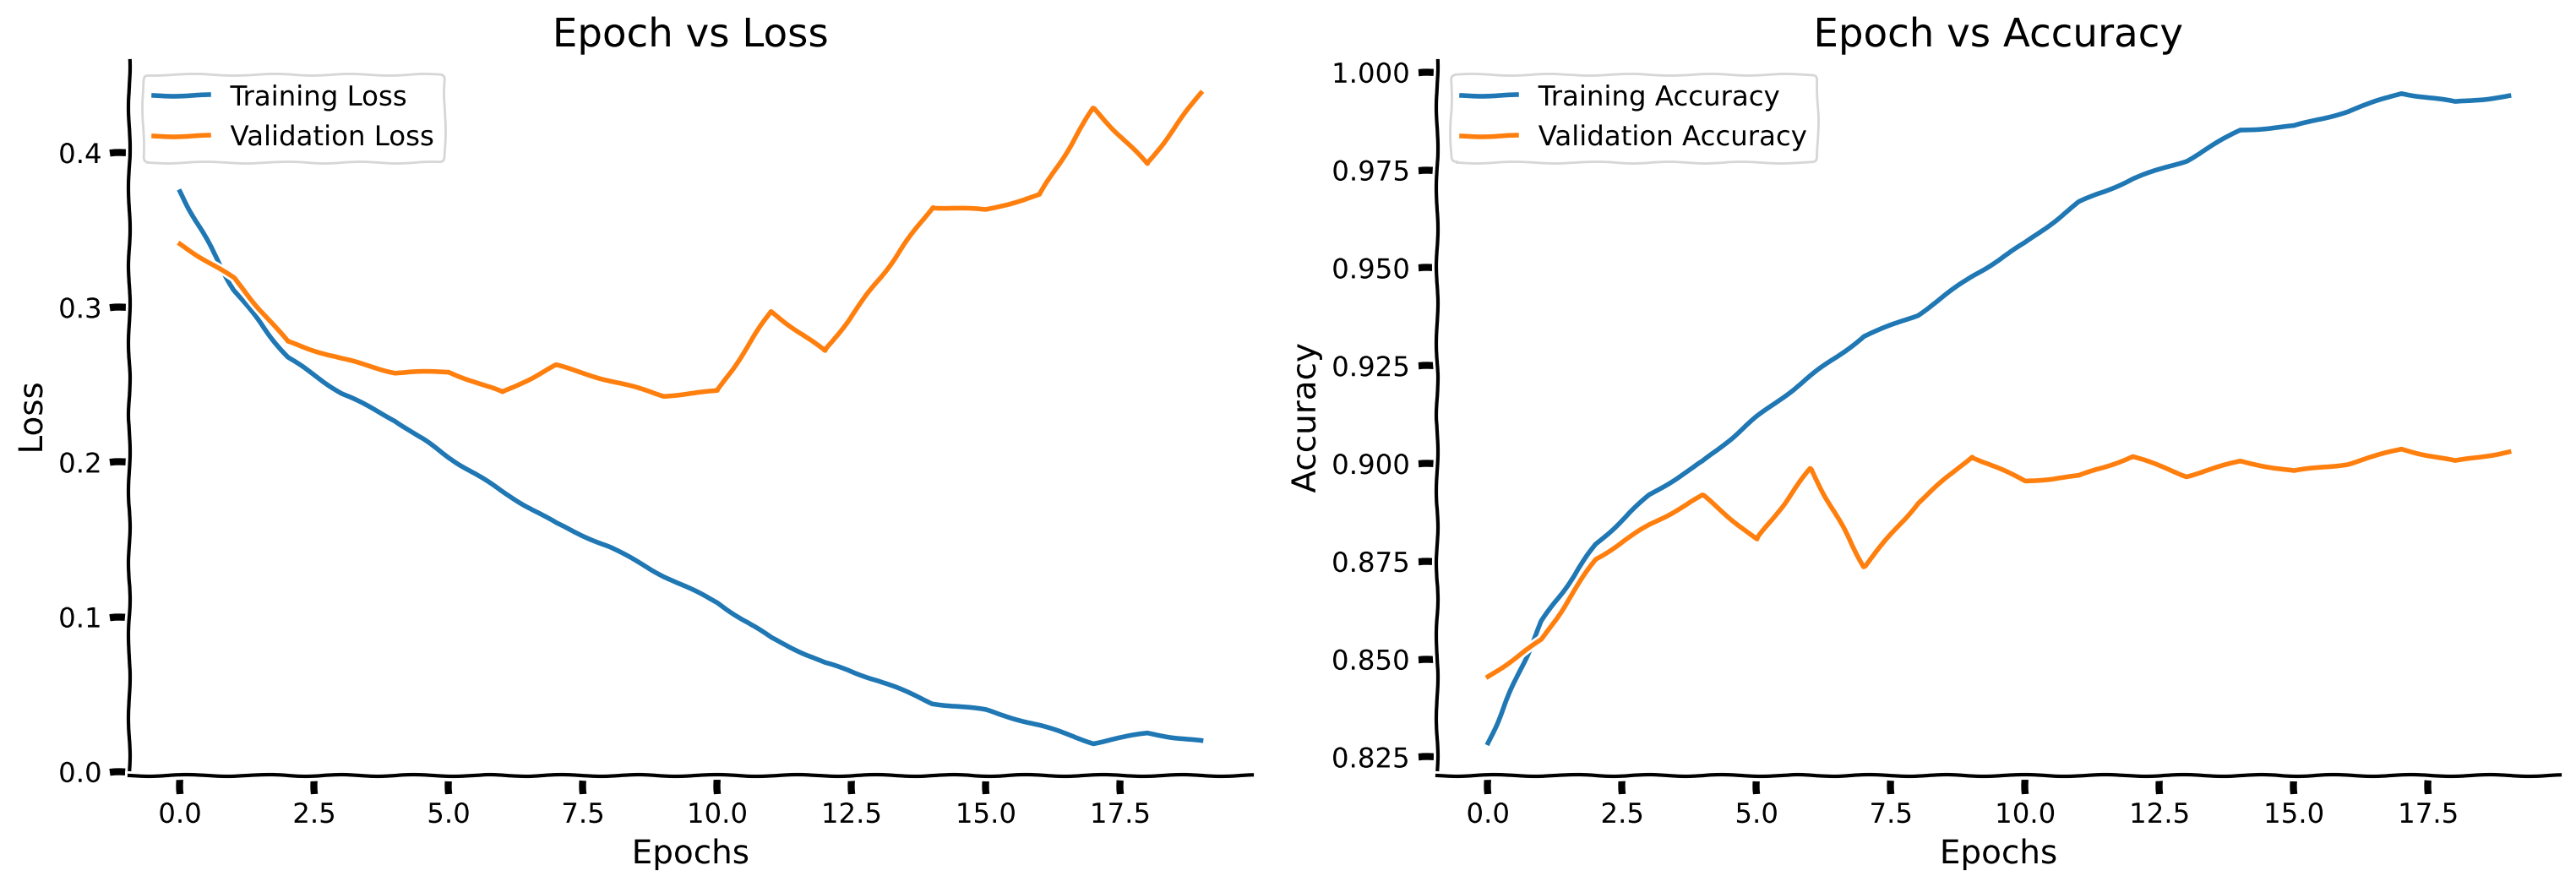 Epoch vs Loss
Training Loss
Validation Loss
0.4
0.3
0.2
0.1
0.0
Loss
0.0 2.5 5.0 7.5 10.0 12.5 15.0 17.5
Epochs
Epoch vs Accuracy
Training Accuracy
Validation Accuracy
1.000
0.975
0.950
0.925
0.900
0.875
0.850
0.825
Accuracy
0.0 2.5 5.0 7.5 10.0 12.5 15.0 17.5
Epochs